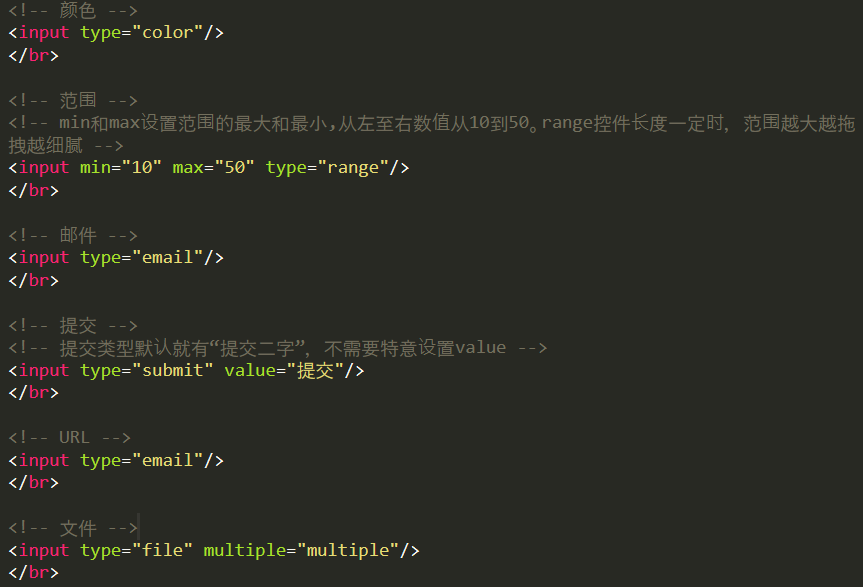 <!-- 颜色 -->
<input type="color"/>
</br>
<!-- 范围 -->
<!-- min和max设置范围的最大和最小,从左至右数值从10到50。range控件长度一定时, 范围越大越拖
拽越细腻 -->
<input min="10" max="50" type="range"/>
</br>
<!-- 邮件 -->
<input type="email"/>
</br>
<!-- 提交 -->
<!-- 提交类型默认就有“提交二字”, 不需要特意设置value -->
<input type="submit" value="提交"/>
</br>
<!-- URL -->
<input type="email"/>
</br>
<!-- 文件 -->
<input type="file" multiple="multiple"/>
</br>